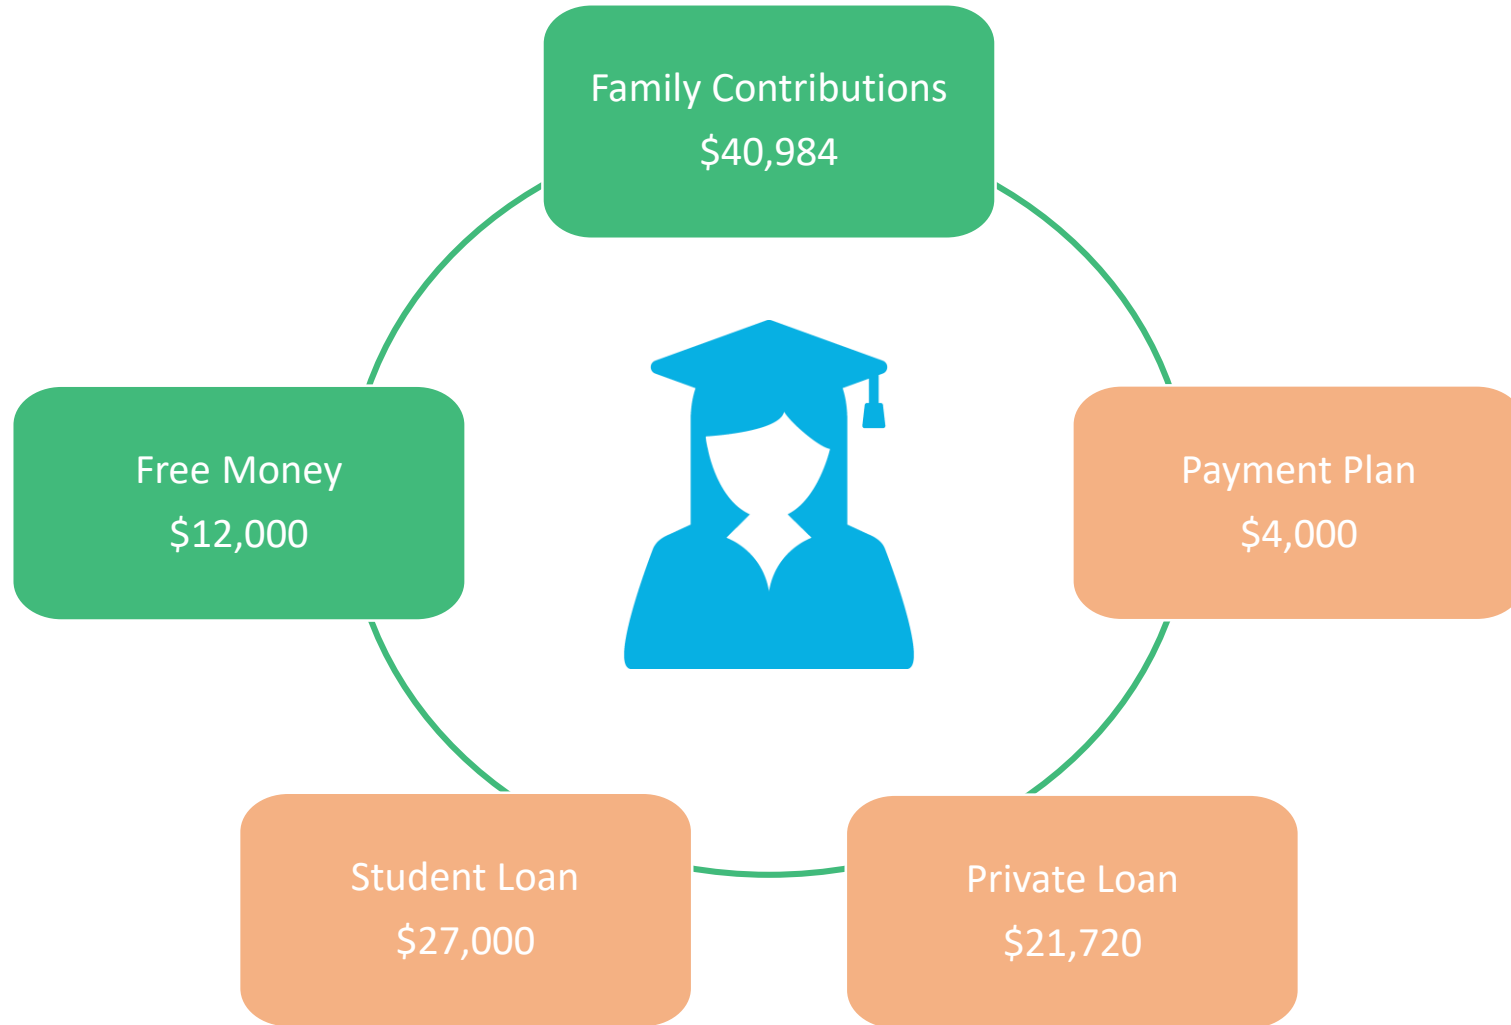 Family Contributions
$40,984
Free Money
$12,000
Payment Plan
$4,000
Student Loan
$27,000
Private Loan
$21,720